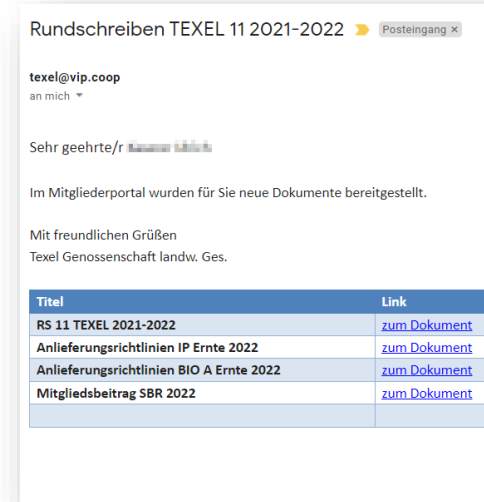 Rundschreiben TEXEL 11 2021-2022 Posteingang ×
texel@vip.coop
an mich
Sehr geehrte/r
Im Mitgliederportal wurden für Sie neue Dokumente bereitgestellt.
Mit freundlichen Grüßen
Texel Genossenschaft landw. Ges.
Titel Link
RS 11 TEXEL 2021-2022 zum Dokument
Anlieferungsrichtlinien IP Ernte 2022 zum Dokument
Anlieferungsrichtlinien BIO A Ernte 2022 zum Dokument
Mitgliedsbeitrag SBR 2022 zum Dokument